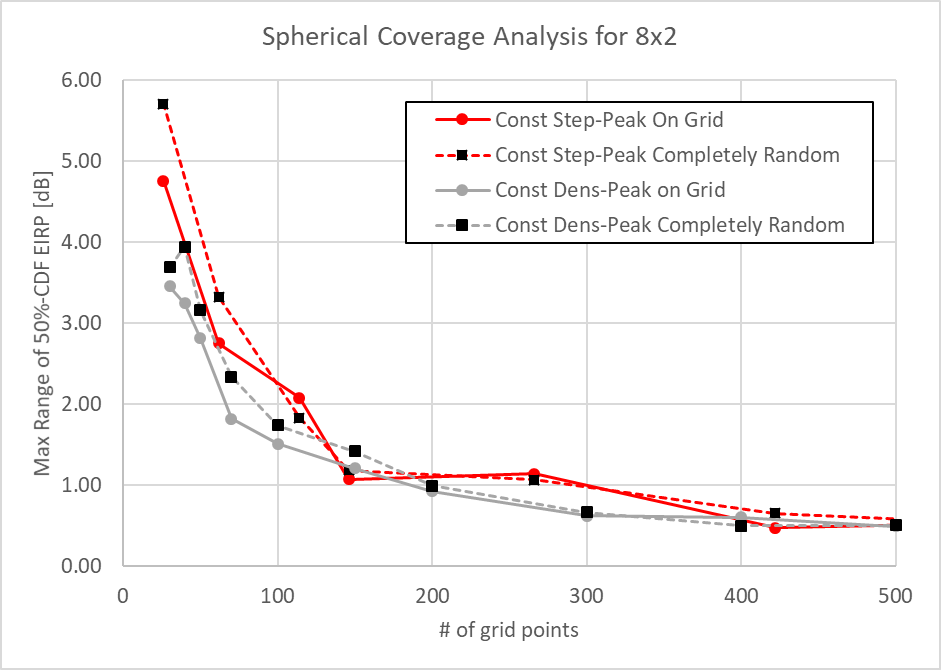 Spherical Coverage Analysis for 8x2
6.00
5.00
4.00
3.00
2.00
1.00
0.00
Max Range of 50%-CDF EIRP [dB]
Const Step-Peak On Grid
Const Step-Peak Completely Random
Const Dens-Peak on Grid
Const Dens-Peak Completely Random
0
100
200
300
400
500
# of grid points